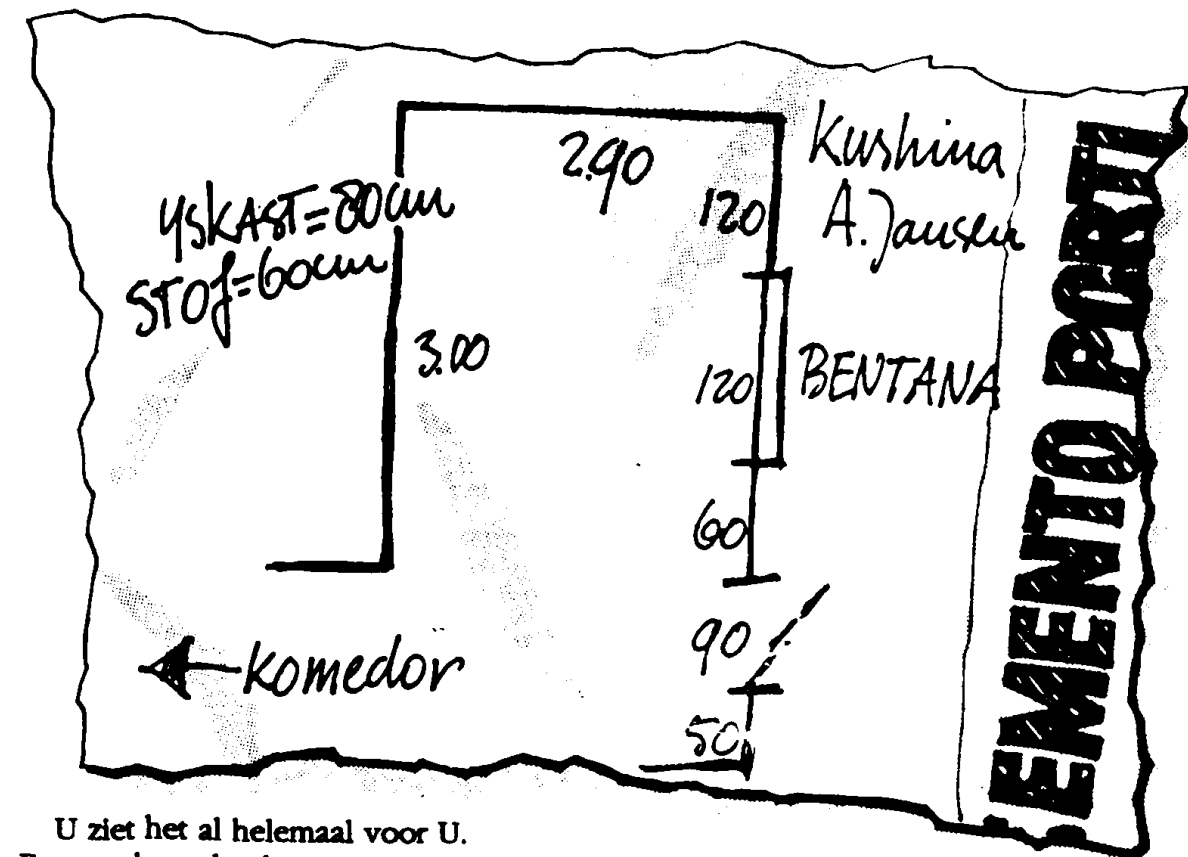 2.90
Kushina
A. Jansen
120
YSKAST=80cm
STOF=60cm
3.00
120
BENTANA
60
90
Komedor
50
EMENTO PORTL
U ziet het al helemaal voor U.